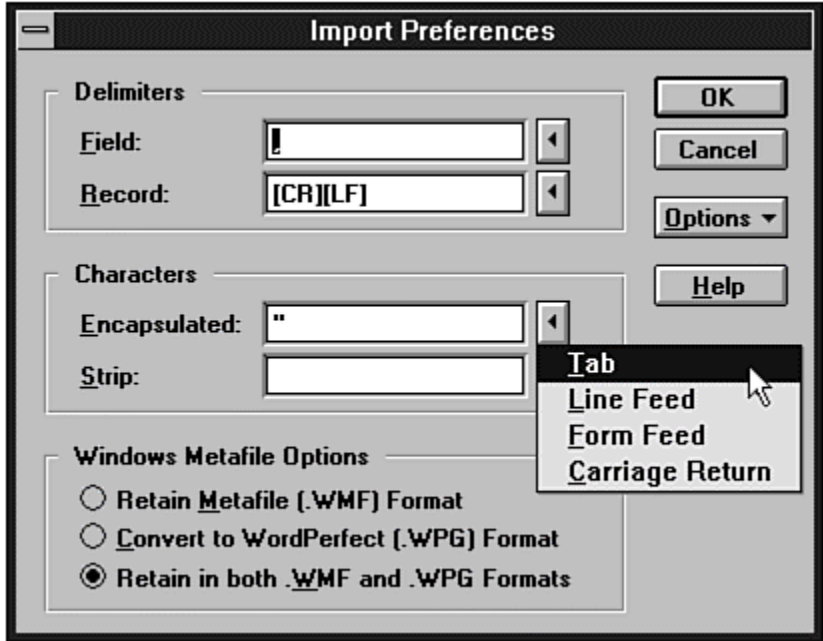 Import Preferences
Delimiters
Field: ,
Record: [CR][LF]
Characters
Encapsulated: "
Strip:
Windows Metafile Options
Retain Metafile (.WMF) Format
Convert to WordPerfect (.WPG) Format
Retain in both .WMF and .WPG Formats
OK
Cancel
Options
Help
Tab
Line Feed
Form Feed
Carriage Return